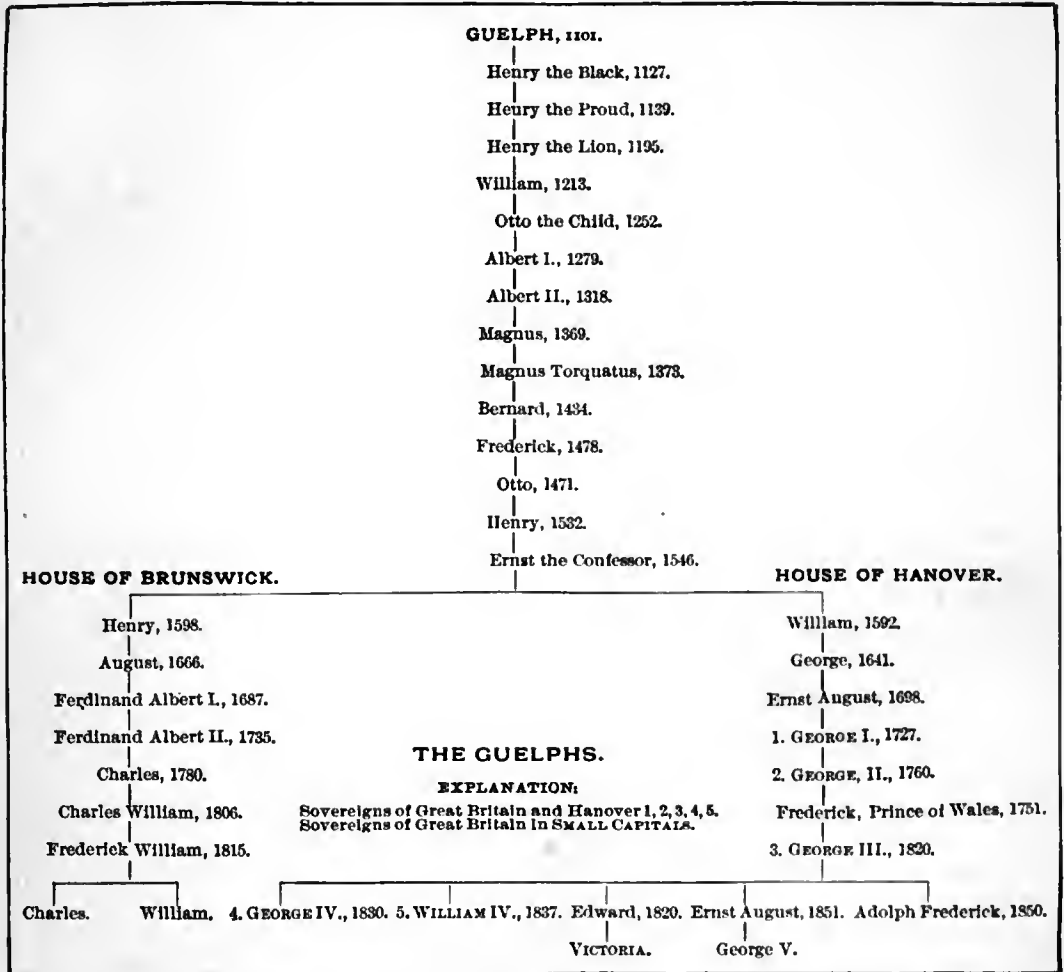 GUELPH, 1101.
Henry the Black, 1127.
Henry the Proud, 1139.
Henry the Lion, 1195.
William, 1213.
Otto the Child, 1252.
Albert I., 1279.
Albert II., 1318.
Magnus, 1369.
Magnus Torquatus, 1373.
Bernard, 1434.
Frederick, 1478.
Otto, 1471.
Henry, 1532.
Ernst the Confessor, 1546.
HOUSE OF BRUNSWICK.
Henry, 1598.
August, 1666.
Ferdinand Albert I., 1687.
Ferdinand Albert II., 1735.
Charles, 1780.
Charles William, 1806.
Frederick William, 1815.
Charles. William.
THE GUELPHS.
EXPLANATION:
Sovereigns of Great Britain and Hanover 1, 2, 3, 4, 5.
Sovereigns of Great Britain in SMALL CAPITALS.
HOUSE OF HANOVER.
William, 1592.
George, 1641.
Ernst August, 1698.
1. GEORGE I., 1727.
2. GEORGE, II., 1760.
Frederick, Prince of Wales, 1751.
3. GEORGE III., 1820.
4. GEORGE IV., 1830. 5. WILLIAM IV., 1837. Edward, 1820. Ernst August, 1851. Adolph Frederick, 1850.
VICTORIA. George V.